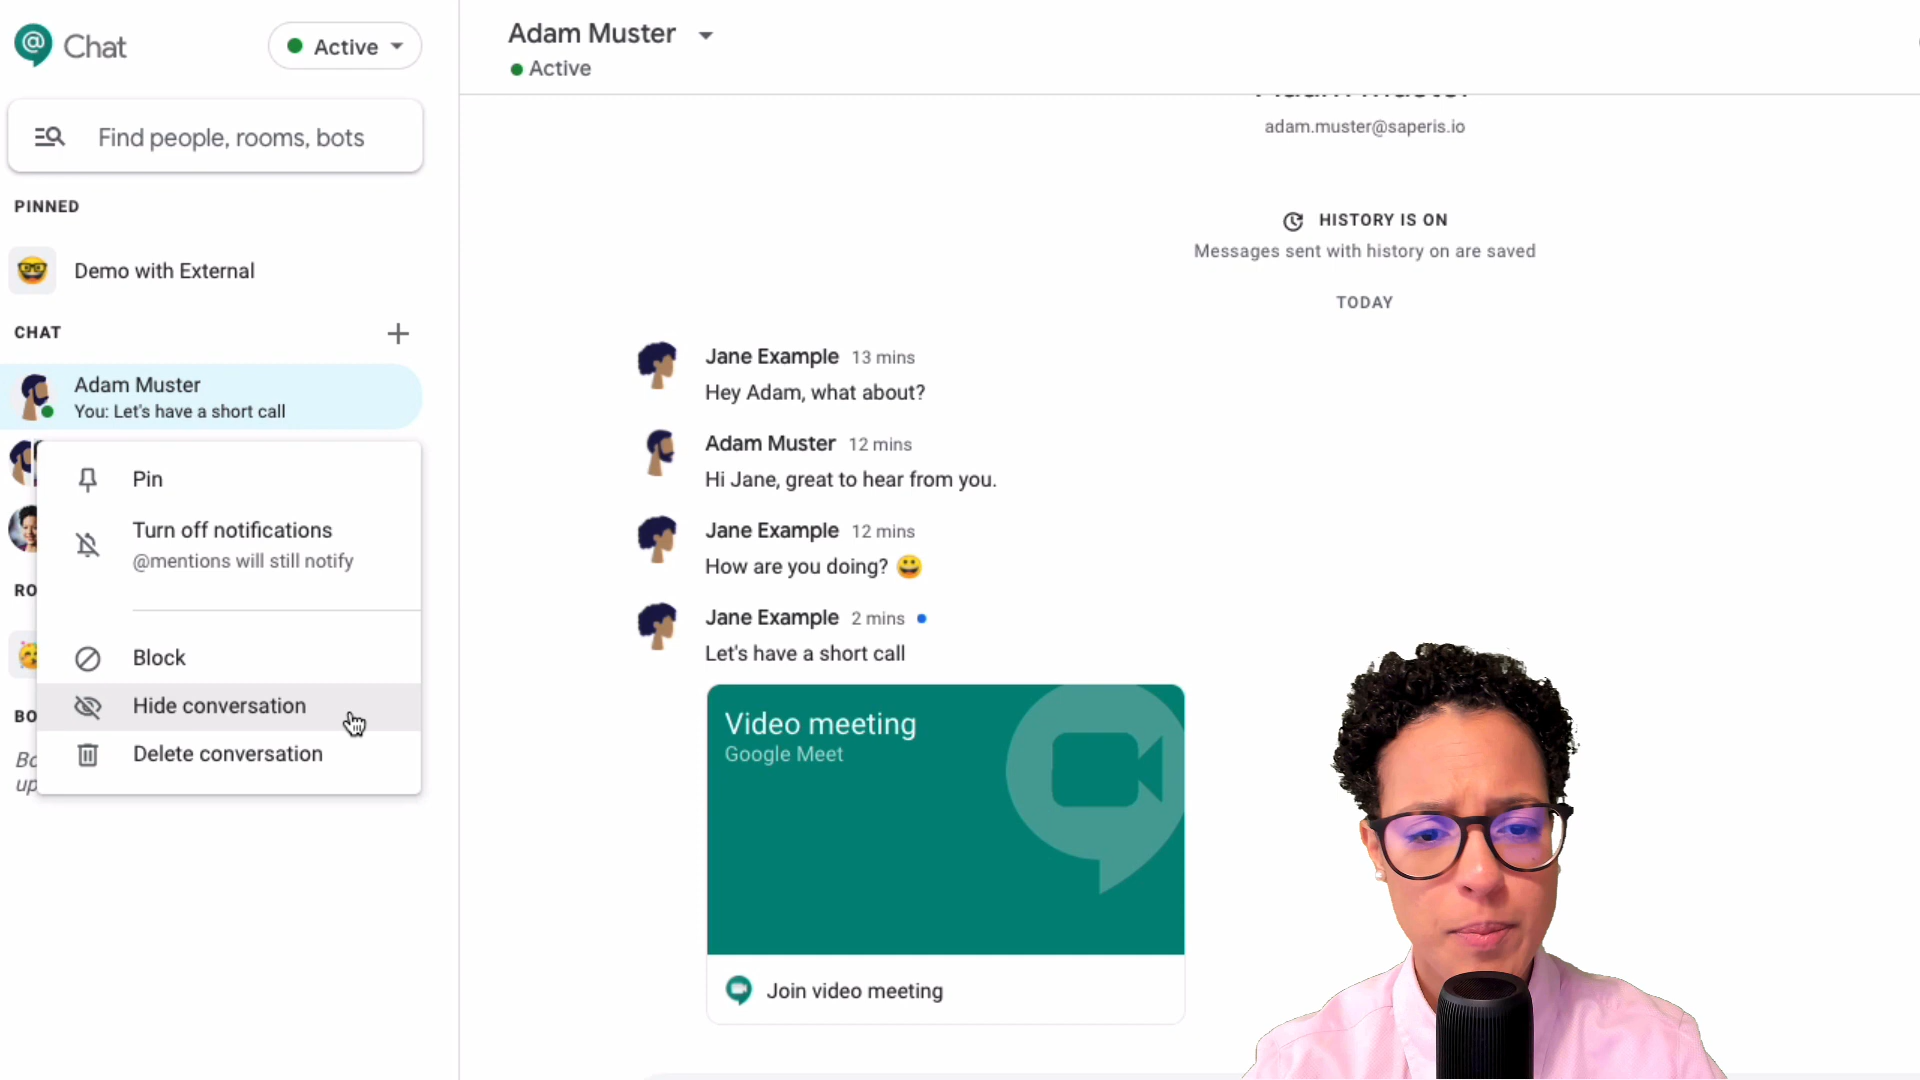 Chat
Active
Find people, rooms, bots
PINNED
Demo with External
CHAT
Adam Muster
You: Let's have a short call
Pin
Turn off notifications
@mentions will still notify
Block
Hide conversation
Delete conversation
Adam Muster
Active
Adam Muster
adam.muster@saperis.io
HISTORY IS ON
Messages sent with history on are saved
TODAY
Jane Example 13 mins
Hey Adam, what about?
Adam Muster 12 mins
Hi Jane, great to hear from you.
Jane Example 12 mins
How are you doing? 😀
Jane Example 2 mins
Let's have a short call
Video meeting
Google Meet
Join video meeting